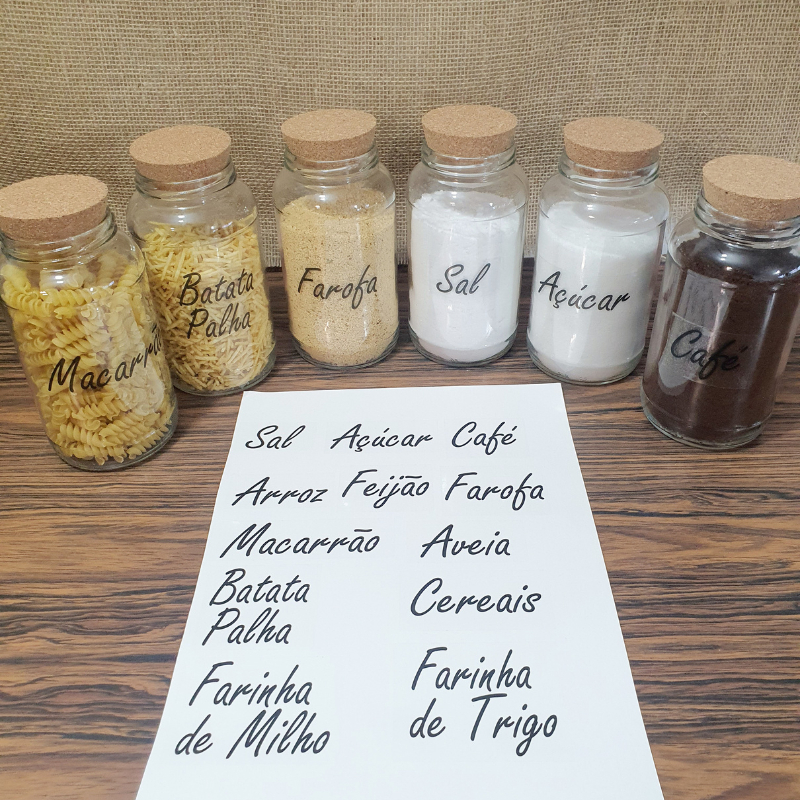 Macarrão
Batata
Palha
Farofa
Sal
Açúcar
Café
Sal Açúcar Café
Arroz Feijão Farofa
Macarrão Aveia
Batata
Palha
Cereais
Farinha
de Milho
Farinha
de Trigo